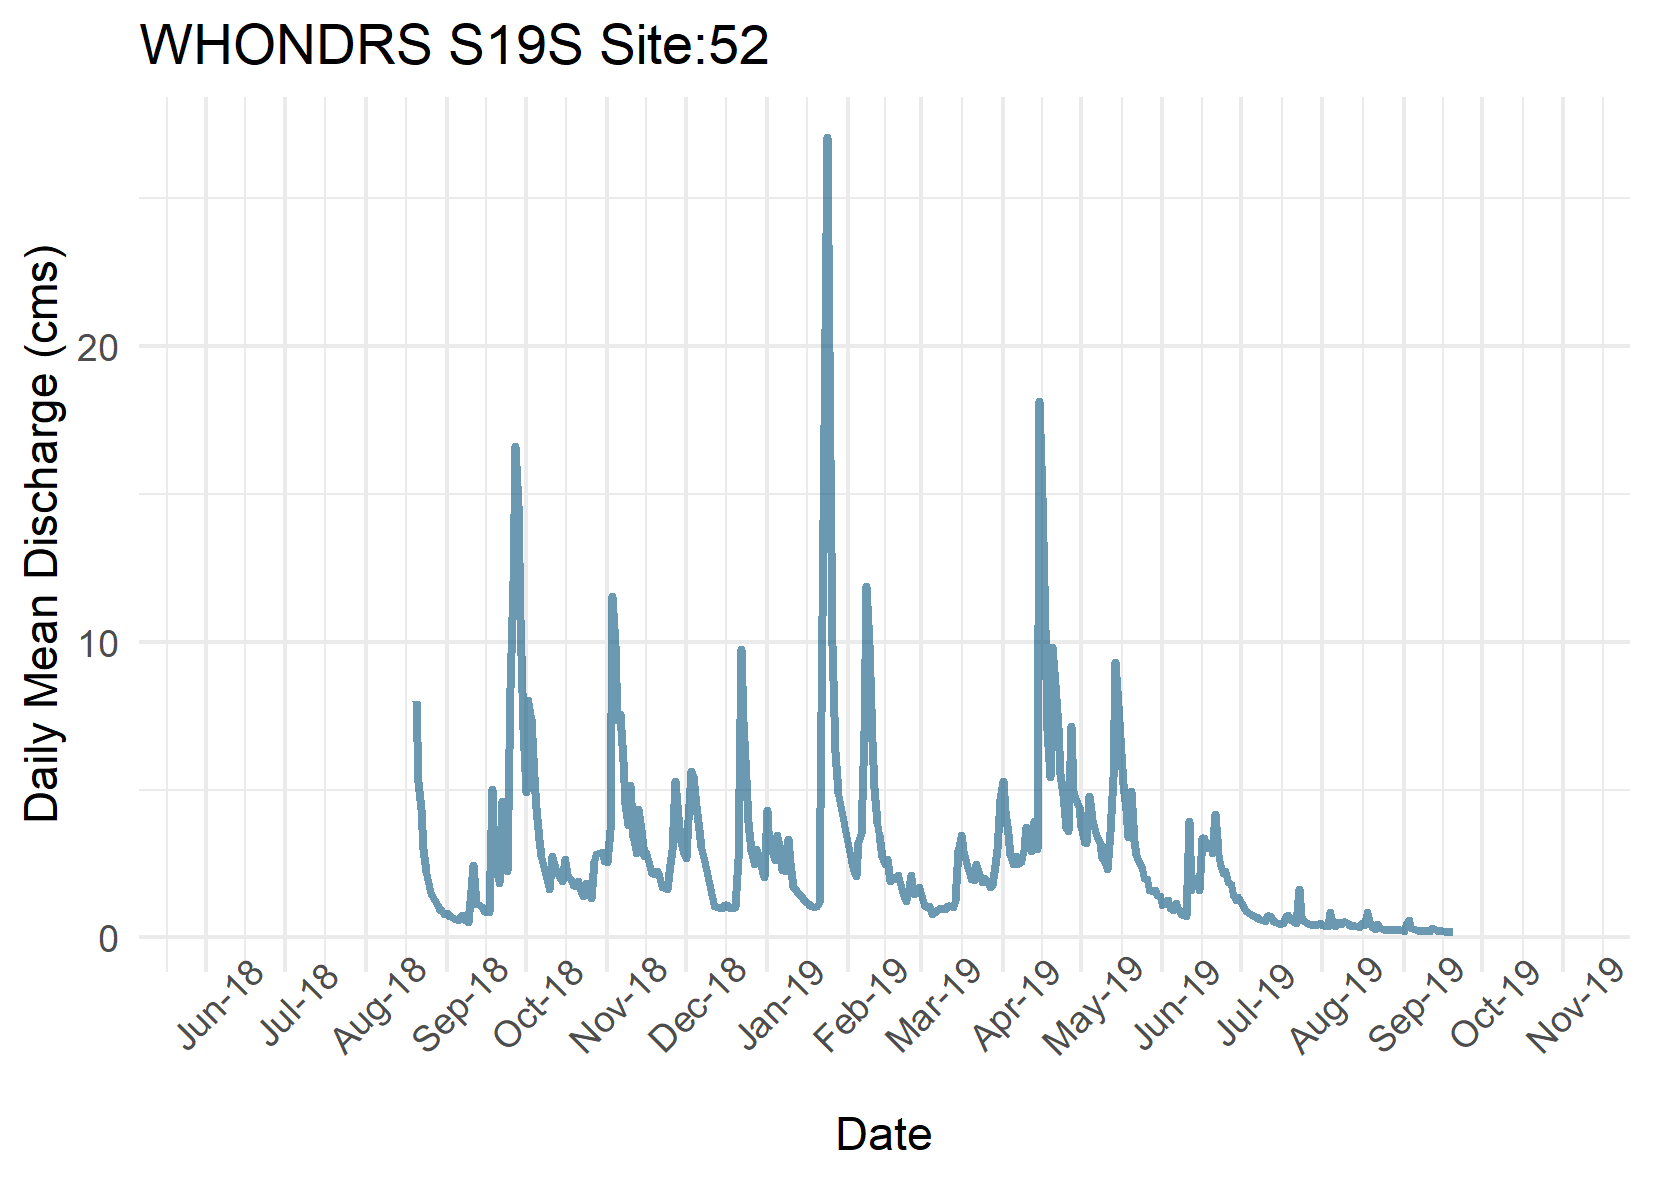 WHONDRS S19S Site:52
Daily Mean Discharge (cms)
20
10
0
Jun-18
Jul-18
Aug-18
Sep-18
Oct-18
Nov-18
Dec-18
Jan-19
Feb-19
Mar-19
Apr-19
May-19
Jun-19
Jul-19
Aug-19
Sep-19
Oct-19
Nov-19
Date